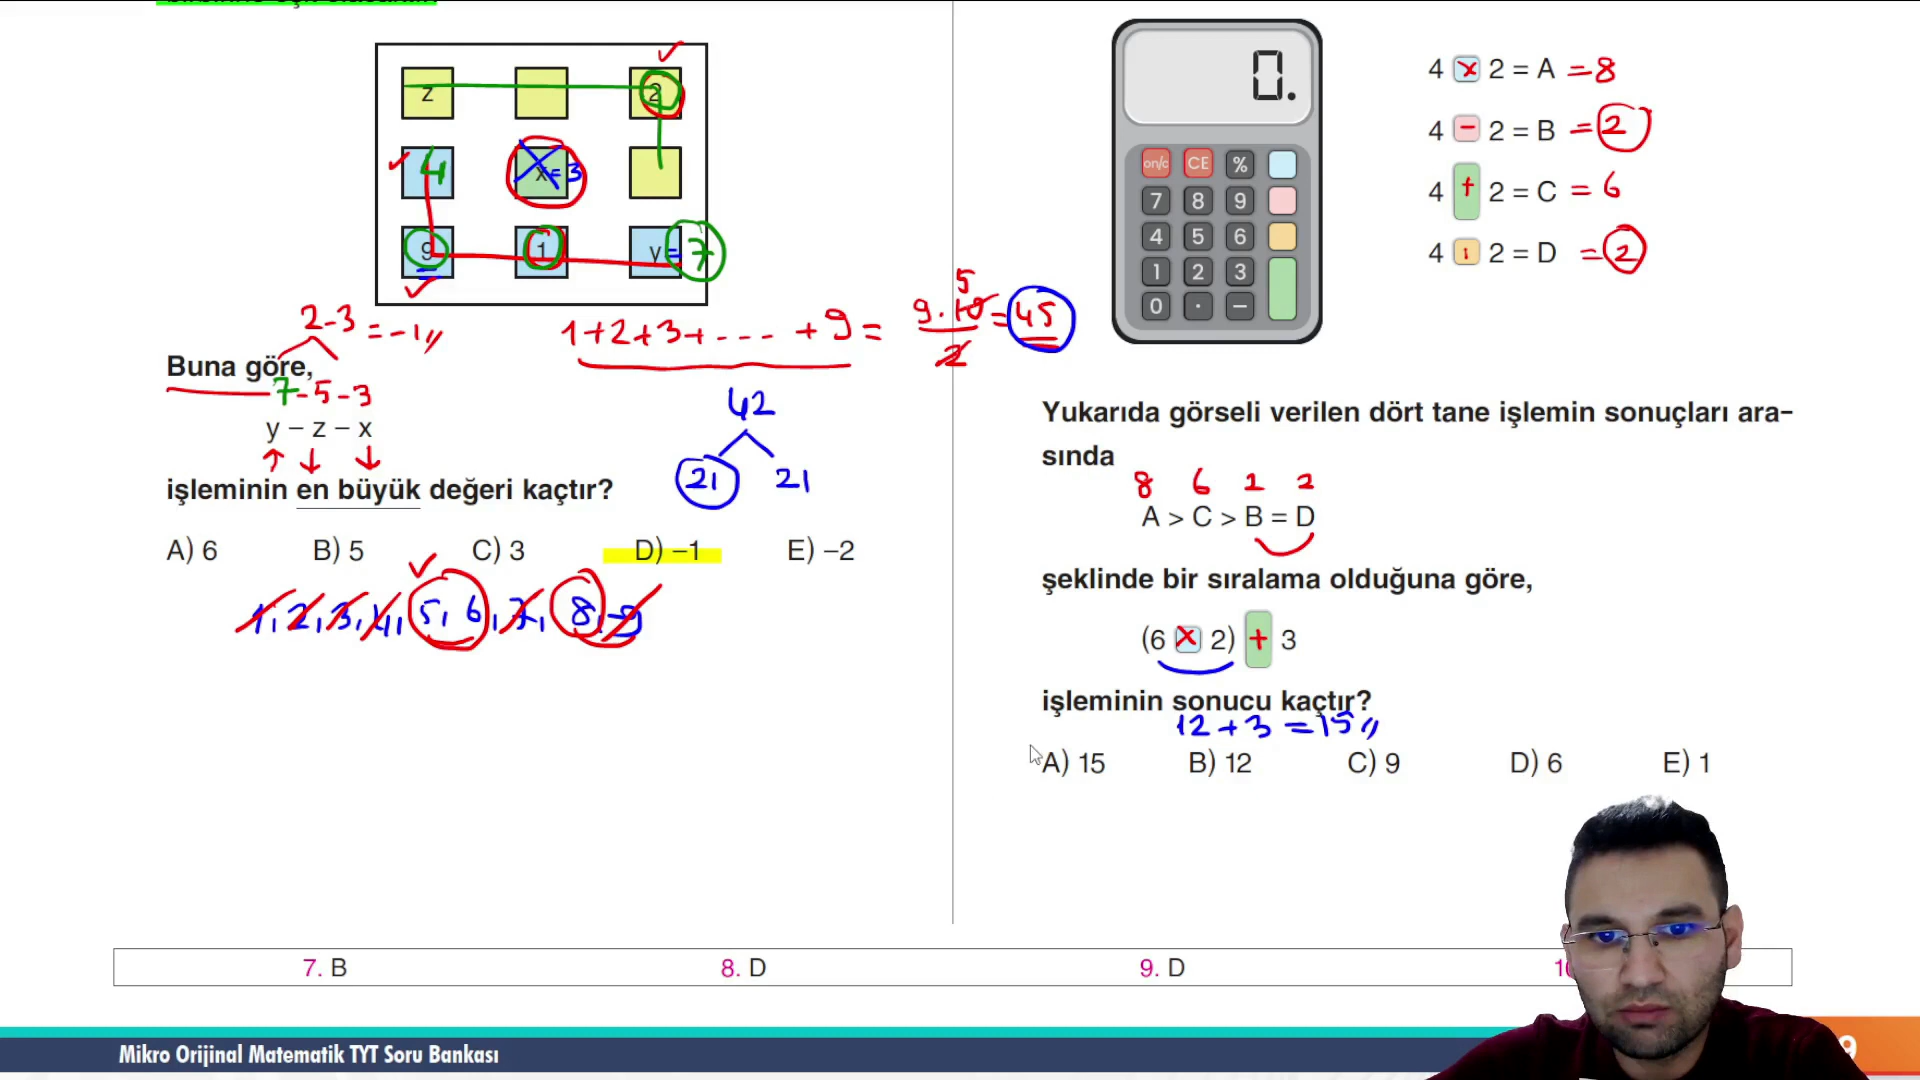 z 2
4 x = 3
9 1 y = 7
2-3 = -1
1+2+3+ .... +9 = 9.10 / 2 = 45
5
Buna göre,
7-5-3
y – z – x
42
21 21
işleminin en büyük değeri kaçtır?
A) 6 B) 5 C) 3 D) –1 E) –2
1, 2, 3, 4, 5, 6, 7, 8, 9
0.
on/c CE %
7 8 9
4 5 6
1 2 3
0 . –
4 x 2 = A = 8
4 - 2 = B = 2
4 + 2 = C = 6
4 2 = D = 2
Yukarıda görseli verilen dört tane işlemin sonuçları ara-
sında
8 6 2 2
A > C > B = D
şeklinde bir sıralama olduğuna göre,
(6 x 2) + 3
işleminin sonucu kaçtır?
12+3 = 15
A) 15 B) 12 C) 9 D) 6 E) 1
7. B 8. D 9. D
Mikro Orijinal Matematik TYT Soru Bankası